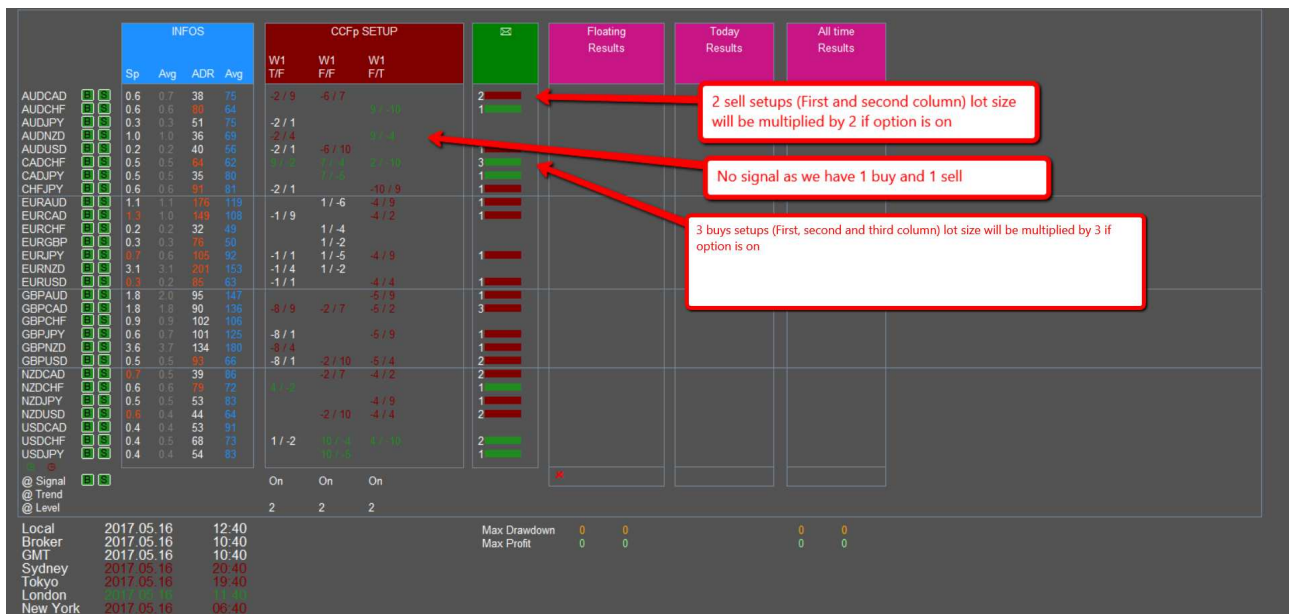 INFOS CCFp SETUP Floating Results Today Results All time Results
W1 W1 W1
Sp Avg ADR Avg T/F F/F F/T
AUDCAD B S 0.6 0.7 38 75 -2 / 9 -6 / 7 2
AUDCHF B S 0.6 0.6 80 64 1
AUDJPY B S 0.3 0.3 51 75 -2 / 1
AUDNZD B S 1.0 1.0 36 69 -2 / 4
AUDUSD B S 0.2 0.2 40 56 -2 / 1 -6 / 10 1
CADCHF B S 0.5 0.5 64 62 3
CADJPY B S 0.5 0.5 35 80 1
CHFJPY B S 0.6 0.6 91 81 -2 / 1 -10 / 9 1
EURAUD B S 1.1 1.1 176 119 1 / -6 -4 / 9 1
EURCAD B S 1.3 1.0 149 108 -1 / 9 -4 / 2 1
EURCHF B S 0.2 0.2 32 49 1 / -4
EURGBP B S 0.3 0.3 76 50 1 / -2
EURJPY B S 0.7 0.6 105 92 -1 / 1 1 / -5 -4 / 9 1
EURNZD B S 3.1 3.1 201 153 -1 / 4 1 / -2
EURUSD B S 0.3 0.2 85 63 -1 / 1 -4 / 4 1
GBPAUD B S 1.8 2.0 95 147 -5 / 9 1
GBPCAD B S 1.8 1.8 90 136 -8 / 9 -2 / 7 -5 / 2 3
GBPCHF B S 0.9 0.9 102 106
GBPJPY B S 0.6 0.7 101 125 -8 / 1 -5 / 9 1
GBPNZD B S 3.6 3.7 134 180 -8 / 4 1
GBPUSD B S 0.5 0.5 93 66 -8 / 1 -2 / 10 -5 / 4 2
NZDCAD B S 0.7 0.5 39 86 -2 / 7 -4 / 2 2
NZDCHF B S 0.6 0.6 79 72 4 / -2 1
NZDJPY B S 0.5 0.5 53 83 -4 / 9 1
NZDUSD B S 0.6 0.4 44 64 -2 / 10 -4 / 4 2
USDCAD B S 0.4 0.4 53 91
USDCHF B S 0.4 0.5 68 73 1 / -2 10 / -4 4 / -10 2
USDJPY B S 0.4 0.4 54 83 10 / -5 1
@ Signal B S On On On
@ Trend
@ Level 2 2 2
2 sell setups (First and second column) lot size
will be multiplied by 2 if option is on
No signal as we have 1 buy and 1 sell
3 buys setups (First, second and third column) lot size will be multiplied by 3 if
option is on
Local 2017.05.16 12:40
Broker 2017.05.16 10:40
GMT 2017.05.16 10:40
Sydney 2017.05.16 20:40
Tokyo 2017.05.16 19:40
London 2017.05.16 11:40
New York 2017.05.16 06:40
Max Drawdown 0 0 0 0
Max Profit 0 0 0 0